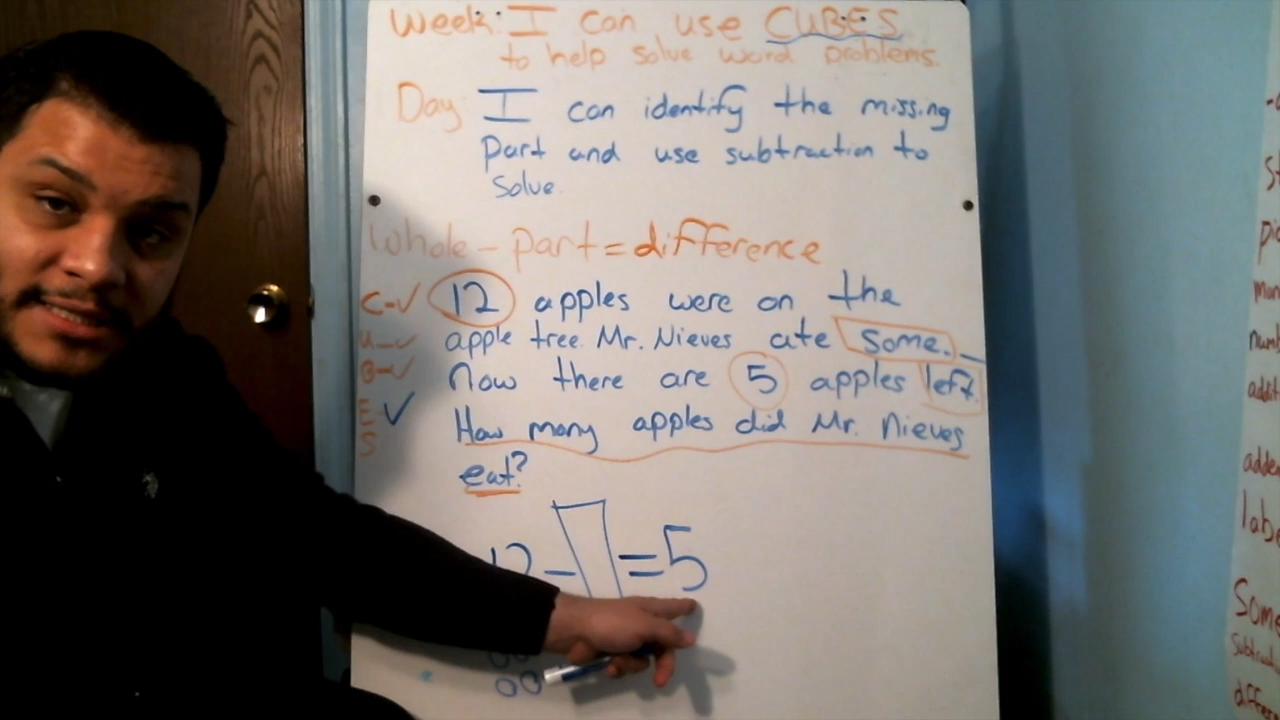 Week: I can use CUBES
to help solve word problems.
Day: I can identify the missing
part and use subtraction to
solve.
Whole - part = difference
C-✓ 12 apples were on the
U-✓ apple tree. Mr. Nieves ate some.
B-✓ Now there are 5 apples left.
E-✓ How many apples did Mr. Nieves
S eat?
12 - = 5